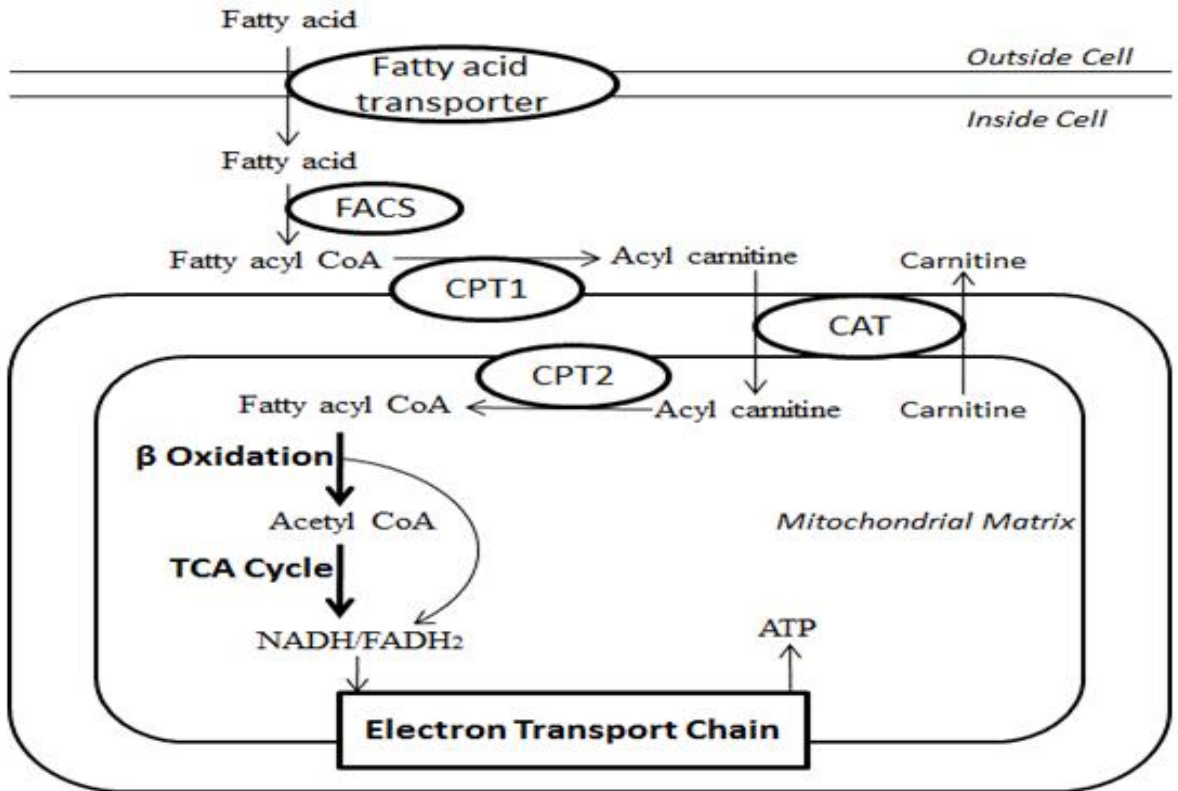 Fatty acid
Outside Cell
Fatty acid
transporter
Inside Cell
Fatty acid
FACS
Fatty acyl CoA
Acyl carnitine
Carnitine
CPT1
CAT
CPT2
Fatty acyl CoA
Acyl carnitine
Carnitine
β Oxidation
Acetyl CoA
Mitochondrial Matrix
TCA Cycle
NADH/FADH2
ATP
Electron Transport Chain